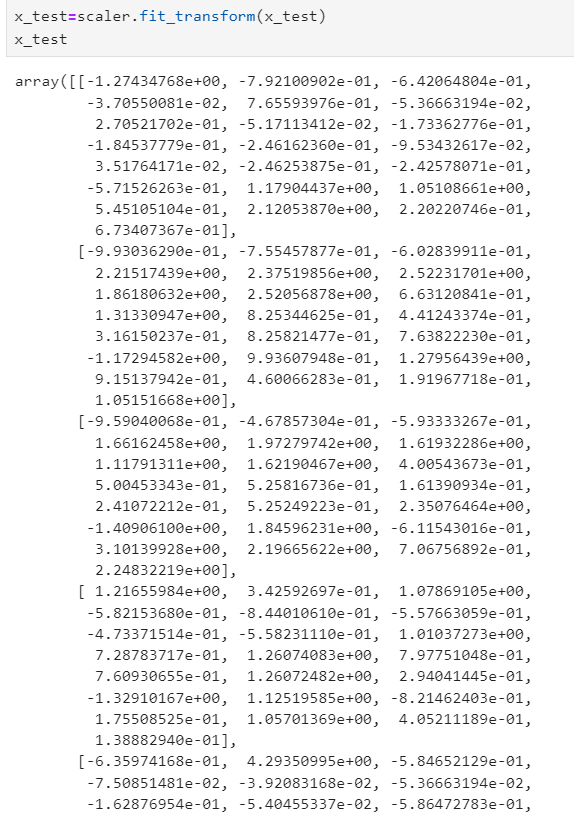 x_test=scaler.fit_transform(x_test)
x_test
array([[-1.27434768e+00, -7.92100902e-01, -6.42064804e-01,
-3.70550081e-02,  7.65593976e-01, -5.36663194e-02,
2.70521702e-01, -5.17113412e-02, -1.73362776e-01,
-1.84537779e-01, -2.46162360e-01, -9.53432617e-02,
3.51764171e-02, -2.46253875e-01, -2.42578071e-01,
-5.71526263e-01,  1.17904437e+00,  1.05108661e+00,
5.45105104e-01,  2.12053870e+00,  2.20220746e-01,
6.73407367e-01],
[-9.93036290e-01, -7.55457877e-01, -6.02839911e-01,
2.21517439e+00,  2.37519856e+00,  2.52231701e+00,
1.86180632e+00,  2.52056878e+00,  6.63120841e-01,
1.31330947e+00,  8.25344625e-01,  4.41243374e-01,
3.16150237e-01,  8.25821477e-01,  7.63822230e-01,
-1.17294582e+00,  9.93607948e-01,  1.27956439e+00,
9.15137942e-01,  4.60066283e-01,  1.91967718e-01,
1.05151668e+00],
[-9.59040068e-01, -4.67857304e-01, -5.93333267e-01,
1.66162458e+00,  1.97279742e+00,  1.61932286e+00,
1.11791311e+00,  1.62190467e+00,  4.00543673e-01,
5.00453343e-01,  5.25816736e-01,  1.61390934e-01,
2.41072212e-01,  5.25249223e-01,  2.35076464e-01,
-1.40906100e+00,  1.84596231e+00, -6.11543016e-01,
3.10139928e+00,  2.19665622e+00,  7.06756892e-01,
2.24832219e+00],
[ 1.21655984e+00,  3.42592697e-01,  1.07869105e+00,
-5.82153680e-01, -8.44010610e-01, -5.57663059e-01,
-4.73371514e-01, -5.58231110e-01,  1.01037273e+00,
7.28783717e-01,  1.26074083e+00,  7.97751048e-01,
7.60930655e-01,  1.26072482e+00,  2.94041445e-01,
-1.32910167e+00,  1.12519585e+00, -8.21462403e-01,
1.75508525e-01,  1.05701369e+00,  4.05211189e-01,
1.38882940e-01],
[-6.35974168e-01,  4.29350995e+00, -5.84652129e-01,
-7.50851481e-02, -3.92083168e-02, -5.36663194e-02,
-1.62876954e-01, -5.40455337e-02, -5.86472783e-01,